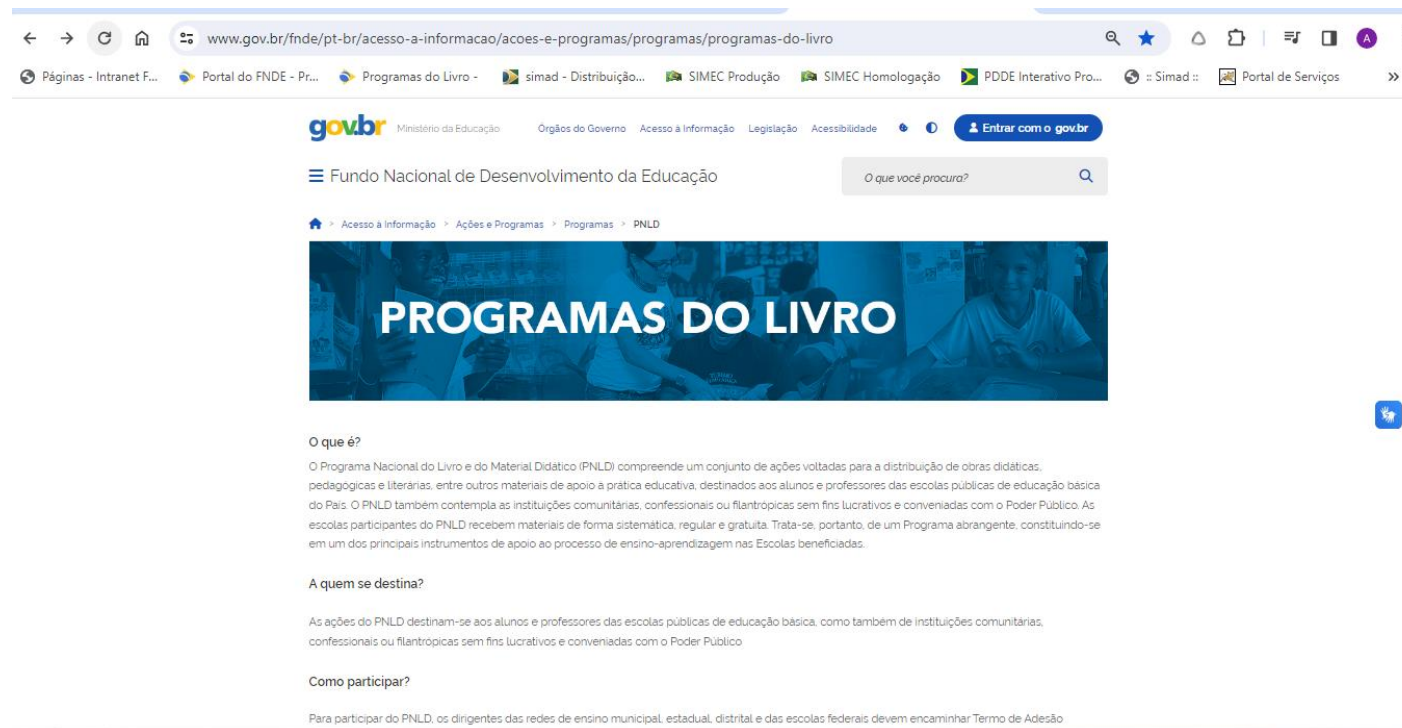 www.gov.br/fnde/pt-br/acesso-a-informacao/acoes-e-programas/programas/programas-do-livro
A
Páginas - Intranet F... Portal do FNDE - Pr... Programas do Livro - simad - Distribuição... SIMEC Produção SIMEC Homologação PDDE Interativo Pro... :: Simad :: Portal de Serviços »
gov.br Ministério da Educação Órgãos do Governo Acesso à Informação Legislação Acessibilidade Entrar com o gov.br
Fundo Nacional de Desenvolvimento da Educação O que você procura?
> Acesso à Informação > Ações e Programas > Programas > PNLD
PROGRAMAS DO LIVRO
O que é?
O Programa Nacional do Livro e do Material Didático (PNLD) compreende um conjunto de ações voltadas para a distribuição de obras didáticas,
pedagógicas e literárias, entre outros materiais de apoio à prática educativa, destinados aos alunos e professores das escolas públicas de educação básica
do País. O PNLD também contempla as instituições comunitárias, confessionais ou filantrópicas sem fins lucrativos e conveniadas com o Poder Público. As
escolas participantes do PNLD recebem materiais de forma sistemática, regular e gratuita. Trata-se, portanto, de um Programa abrangente, constituindo-se
em um dos principais instrumentos de apoio ao processo de ensino-aprendizagem nas Escolas beneficiadas.
A quem se destina?
As ações do PNLD destinam-se aos alunos e professores das escolas públicas de educação básica, como também de instituições comunitárias,
confessionais ou filantrópicas sem fins lucrativos e conveniadas com o Poder Público
Como participar?
Para participar do PNLD, os dirigentes das redes de ensino municipal, estadual, distrital e das escolas federais devem encaminhar Termo de Adesão